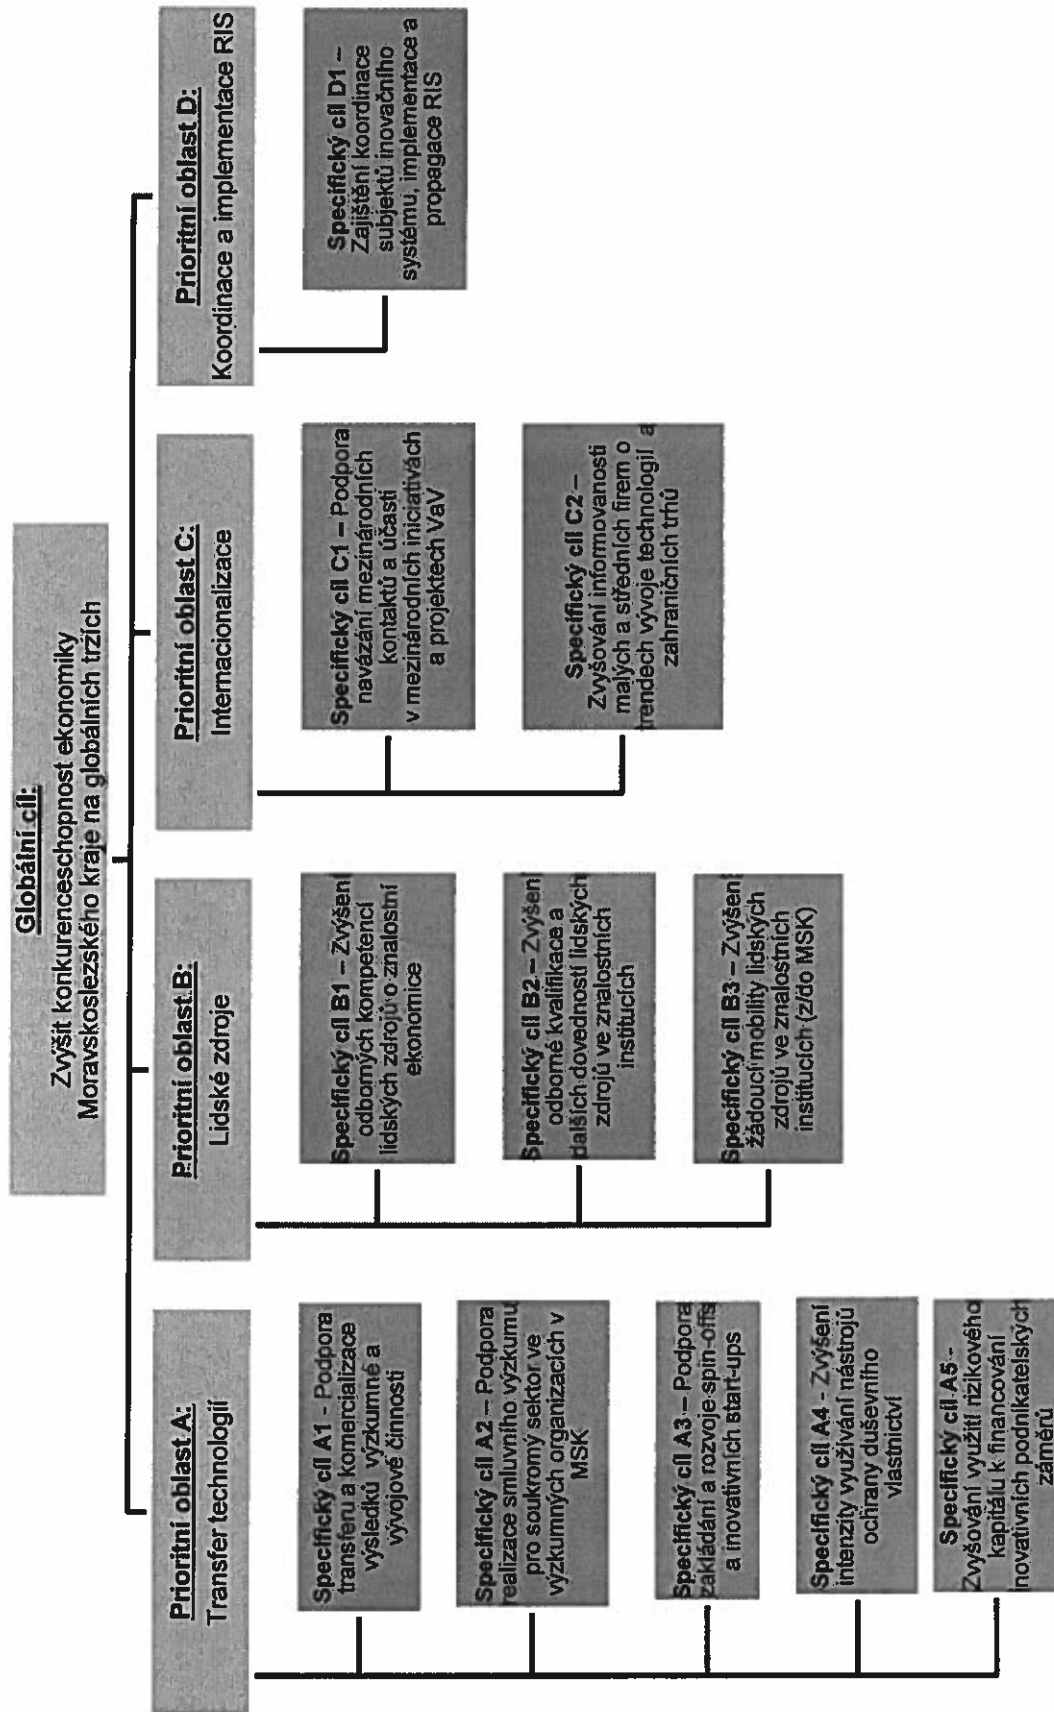 Globální cíl:
Zvýšit konkurenceschopnost ekonomiky
Moravskoslezského kraje na globálních trzích
Prioritní oblast A:
Transfer technologií
Specifický cíl A1 - Podpora
transferu a komercializace
výsledků výzkumné a
vývojové činnosti
Specifický cíl A2 – Podpora
realizace smluvního výzkumu
pro soukromý sektor ve
výzkumných organizacích v
MSK
Specifický cíl A3 – Podpora
zakládání a rozvoje spin-offs
a inovativních start-ups
Specifický cíl A4 - Zvýšení
intenzity využívání nástrojů
ochrany duševního
vlastnictví
Specifický cíl A5 -
Zvyšování využití rizikového
kapitálu k financování
inovativních podnikatelských
záměrů
Prioritní oblast B:
Lidské zdroje
Specifický cíl B1 – Zvýšení
odborných kompetencí
lidských zdrojů o znalostní
ekonomice
Specifický cíl B2 – Zvýšení
odborné kvalifikace a
dalších dovedností lidských
zdrojů ve znalostních
institucích
Specifický cíl B3 – Zvýšení
žádoucí mobility lidských
zdrojů ve znalostních
institucích (z/do MSK)
Prioritní oblast C:
Internacionalizace
Specifický cíl C1 – Podpora
navázání mezinárodních
kontaktů a účasti
v mezinárodních iniciativách
a projektech VaV
Specifický cíl C2 –
Zvyšování informovanosti
malých a středních firem o
trendech vývoje technologií a
zahraničních trhů
Prioritní oblast D:
Koordinace a implementace RIS
Specifický cíl D1 –
Zajištění koordinace
subjektů inovačního
systému, implementace a
propagace RIS